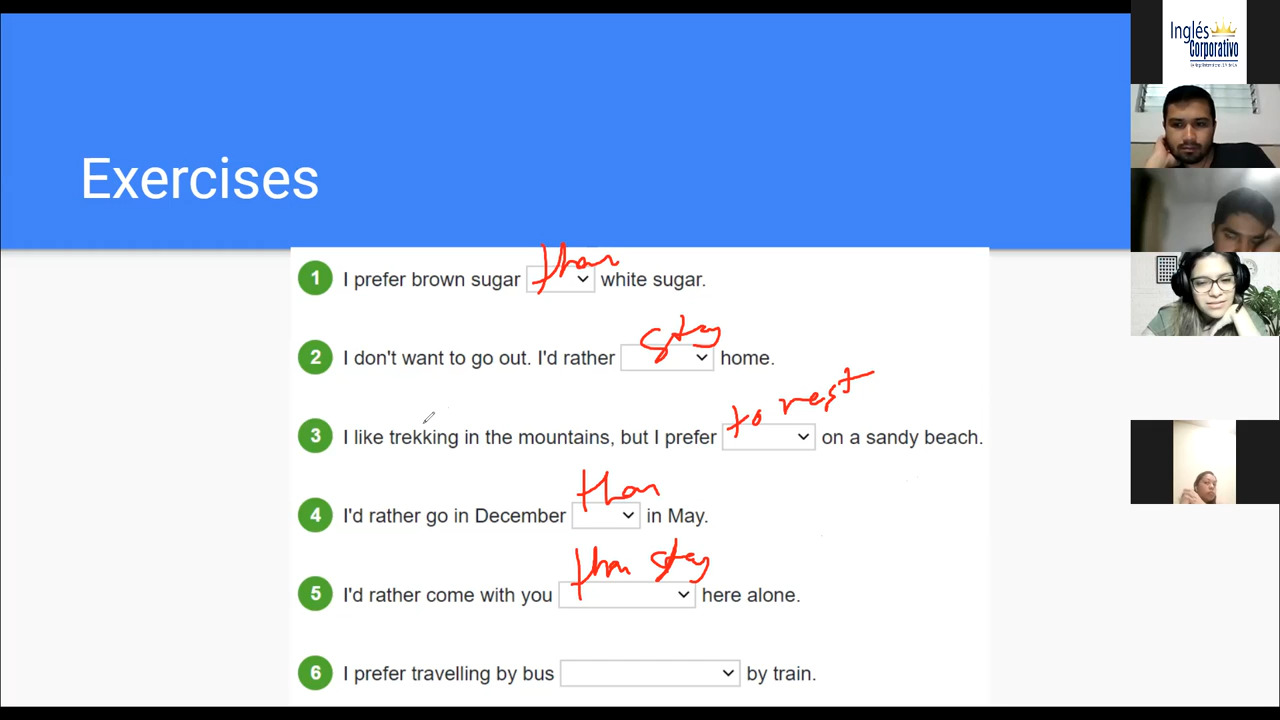 Inglés
Corporativo
Exercises
1 I prefer brown sugar than white sugar.
2 I don't want to go out. I'd rather stay home.
3 I like trekking in the mountains, but I prefer to rest on a sandy beach.
4 I'd rather go in December than in May.
5 I'd rather come with you than stay here alone.
6 I prefer travelling by bus by train.